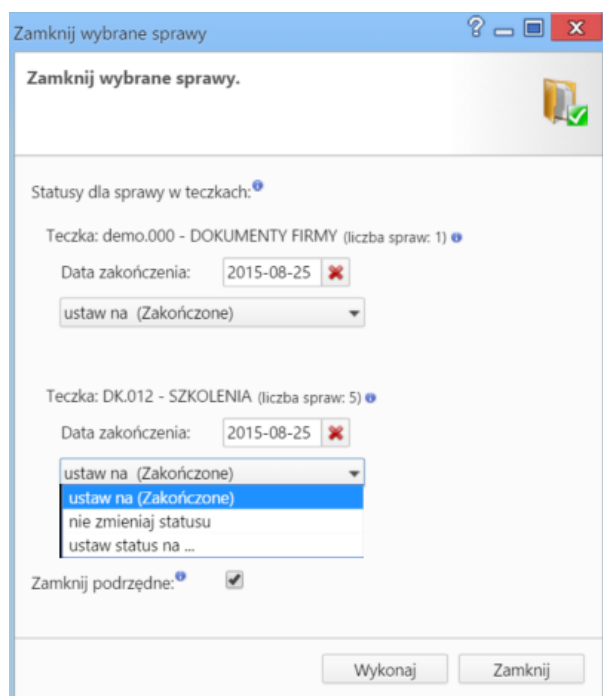 Zamknij wybrane sprawy
Zamknij wybrane sprawy.
Statusy dla sprawy w teczkach:
Teczka: demo.000 - DOKUMENTY FIRMY (liczba spraw: 1)
Data zakończenia: 2015-08-25
ustaw na (Zakończone)
Teczka: DK.012 - SZKOLENIA (liczba spraw: 5)
Data zakończenia: 2015-08-25
ustaw na (Zakończone)
ustaw na (Zakończone)
nie zmieniaj statusu
ustaw status na ...
Zamknij podrzędne:
Wykonaj Zamknij